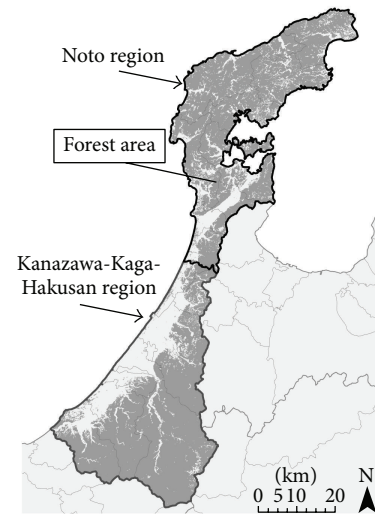 Noto region
Forest area
Kanazawa-Kaga-
Hakusan region
(km)
0 5 10 20
N